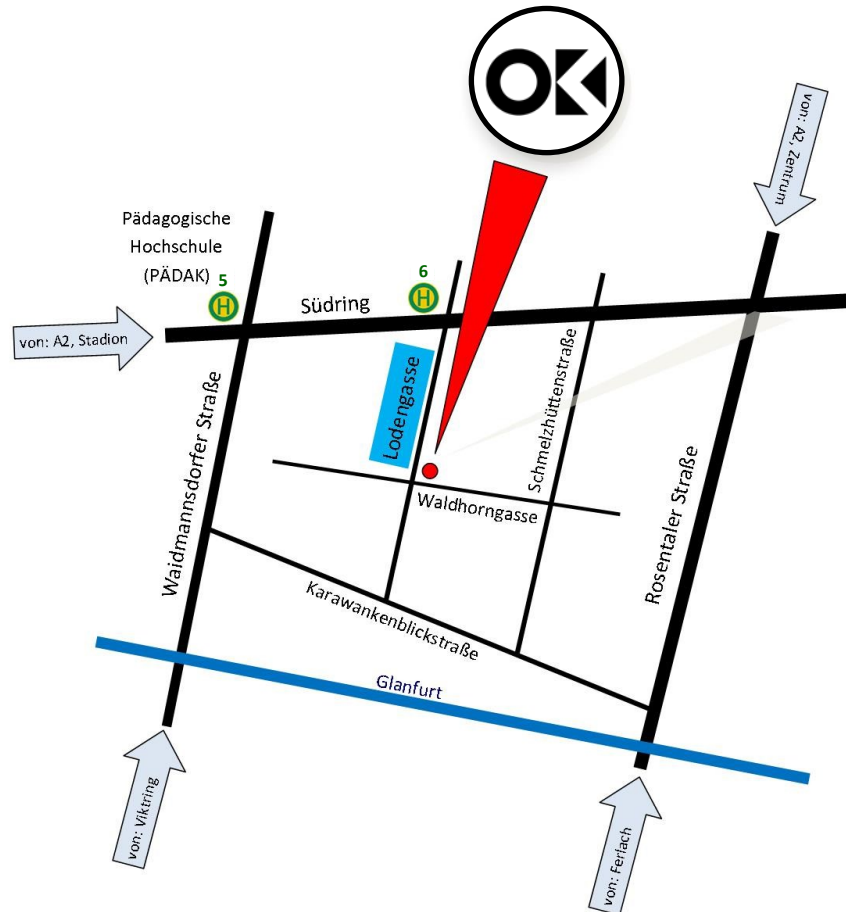 OK
von: A2, Zentrum
Pädagogische
Hochschule
(PÄDAK)
5
H
6
H
Südring
von: A2, Stadion
Waidmannsdorfer Straße
Lodengasse
Schmelzhüttenstraße
Rosentaler Straße
Waldhorngasse
Karawankenblickstraße
Glanfurt
von: Viktring
von: Ferlach